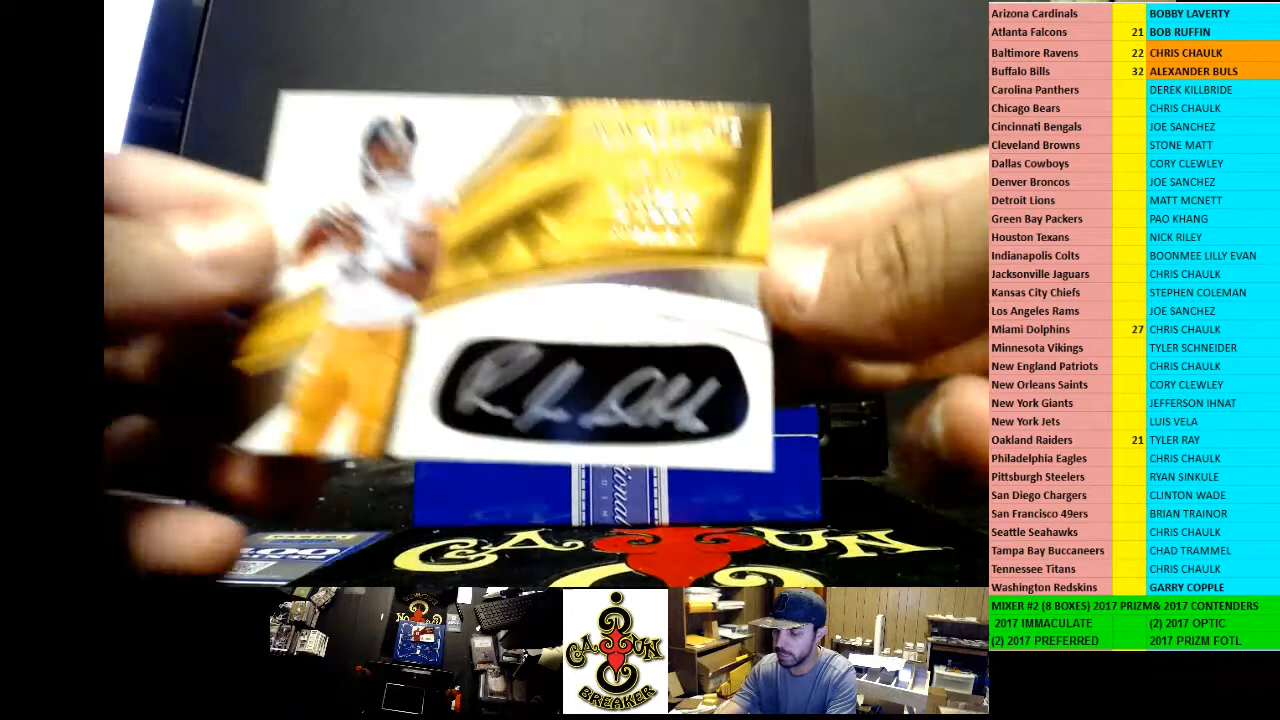 Arizona Cardinals BOBBY LAVERTY
Atlanta Falcons 21 BOB RUFFIN
Baltimore Ravens 22 CHRIS CHAULK
Buffalo Bills 32 ALEXANDER BULS
Carolina Panthers DEREK KILLBRIDE
Chicago Bears CHRIS CHAULK
Cincinnati Bengals JOE SANCHEZ
Cleveland Browns STONE MATT
Dallas Cowboys CORY CLEWLEY
Denver Broncos JOE SANCHEZ
Detroit Lions MATT MCNETT
Green Bay Packers PAO KHANG
Houston Texans NICK RILEY
Indianapolis Colts BOONMEE LILLY EVAN
Jacksonville Jaguars CHRIS CHAULK
Kansas City Chiefs STEPHEN COLEMAN
Los Angeles Rams JOE SANCHEZ
Miami Dolphins 27 CHRIS CHAULK
Minnesota Vikings TYLER SCHNEIDER
New England Patriots CHRIS CHAULK
New Orleans Saints CORY CLEWLEY
New York Giants JEFFERSON IHNAT
New York Jets LUIS VELA
Oakland Raiders 21 TYLER RAY
Philadelphia Eagles CHRIS CHAULK
Pittsburgh Steelers RYAN SINKULE
San Diego Chargers CLINTON WADE
San Francisco 49ers BRIAN TRAINOR
Seattle Seahawks CHRIS CHAULK
Tampa Bay Buccaneers CHAD TRAMMEL
Tennessee Titans CHRIS CHAULK
Washington Redskins GARRY COPPLE
MIXER #2 (8 BOXES) 2017 PRIZM& 2017 CONTENDERS
2017 IMMACULATE (2) 2017 OPTIC
(2) 2017 PREFERRED 2017 PRIZM FOTL
PANINI
CAJUN
CAJUN
BREAKER